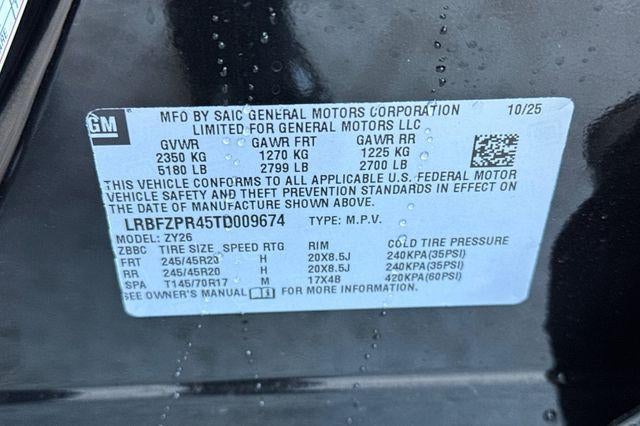 GM
MFG BY SAIC GENERAL MOTORS CORPORATION 10/25
LIMITED FOR GENERAL MOTORS LLC
GVWR GAWR FRT GAWR RR
2350 KG 1270 KG 1225 KG
5180 LB 2799 LB 2700 LB
THIS VEHICLE CONFORMS TO ALL APPLICABLE U.S. FEDERAL MOTOR
VEHICLE SAFETY AND THEFT PREVENTION STANDARDS IN EFFECT ON
THE DATE OF MANUFACTURE SHOWN ABOVE.
LRBFZPR45TD009674 TYPE: M.P.V.
MODEL: ZY26
ZBBC TIRE SIZE SPEED RTG RIM COLD TIRE PRESSURE
FRT 245/45R20 H 20X8.5J 240KPA(35PSI)
RR 245/45R20 H 20X8.5J 240KPA(35PSI)
SPA T145/70R17 M 17X4B 420KPA(60PSI)
SEE OWNER'S MANUAL FOR MORE INFORMATION.